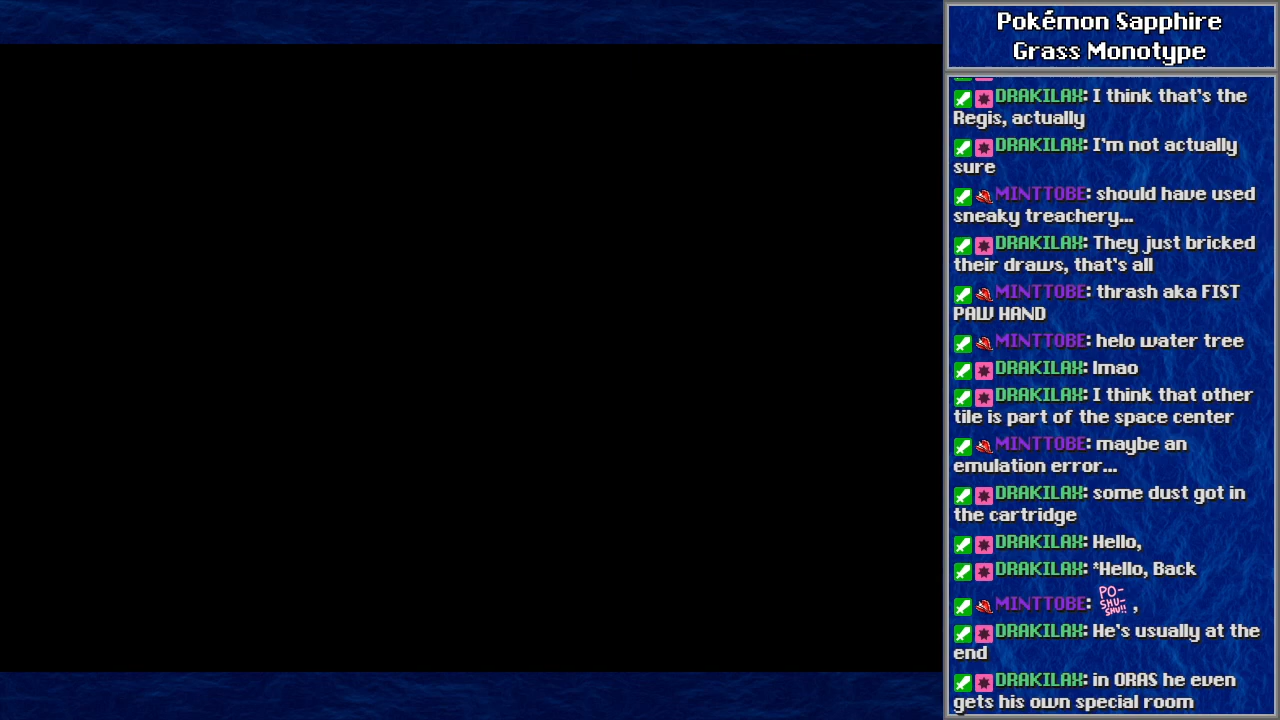 Pokémon Sapphire
Grass Monotype
DRAKILAX: I think that's the
Regis, actually
DRAKILAX: I'm not actually
sure
MINTTOBE: should have used
sneaky treachery...
DRAKILAX: They just bricked
their draws, that's all
MINTTOBE: thrash aka FIST
PAW HAND
MINTTOBE: helo water tree
DRAKILAX: lmao
DRAKILAX: I think that other
tile is part of the space center
MINTTOBE: maybe an
emulation error...
DRAKILAX: some dust got in
the cartridge
DRAKILAX: Hello,
DRAKILAX: *Hello, Back
MINTTOBE: PO-SHU-SHU!! ,
DRAKILAX: He's usually at the
end
DRAKILAX: in ORAS he even
gets his own special room